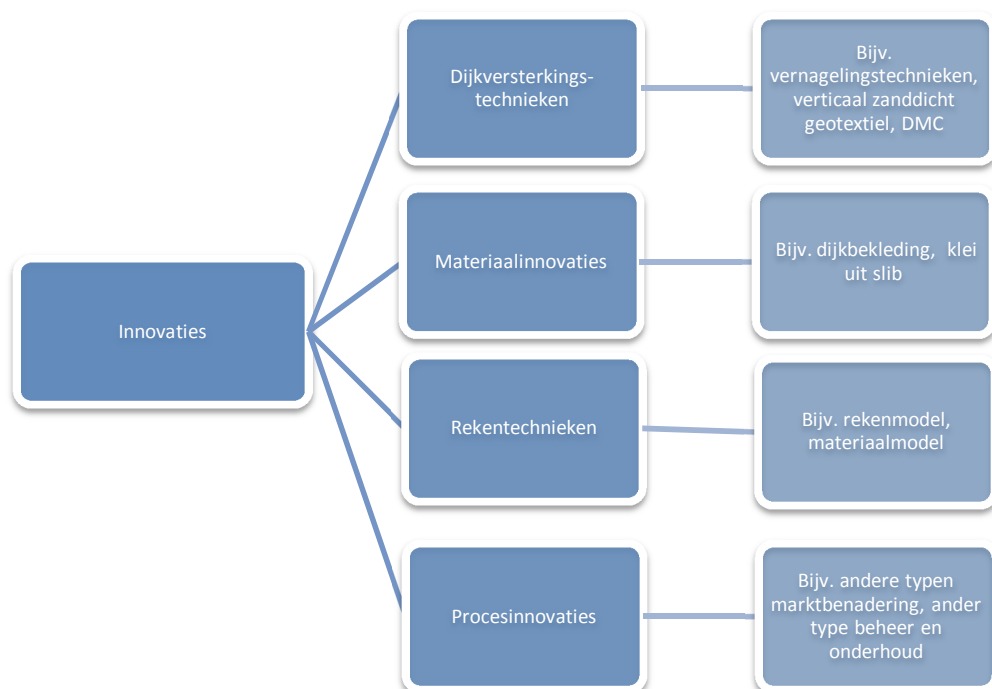 Innovaties
Dijkversterkings-
technieken
Bijv.
vernagelingstechnieken,
verticaal zanddicht
geotextiel, DMC
Materiaalinnovaties
Bijv. dijkbekleding, klei
uit slib
Rekentechnieken
Bijv. rekenmodel,
materiaalmodel
Procesinnovaties
Bijv. andere typen
marktbenadering, ander
type beheer en
onderhoud